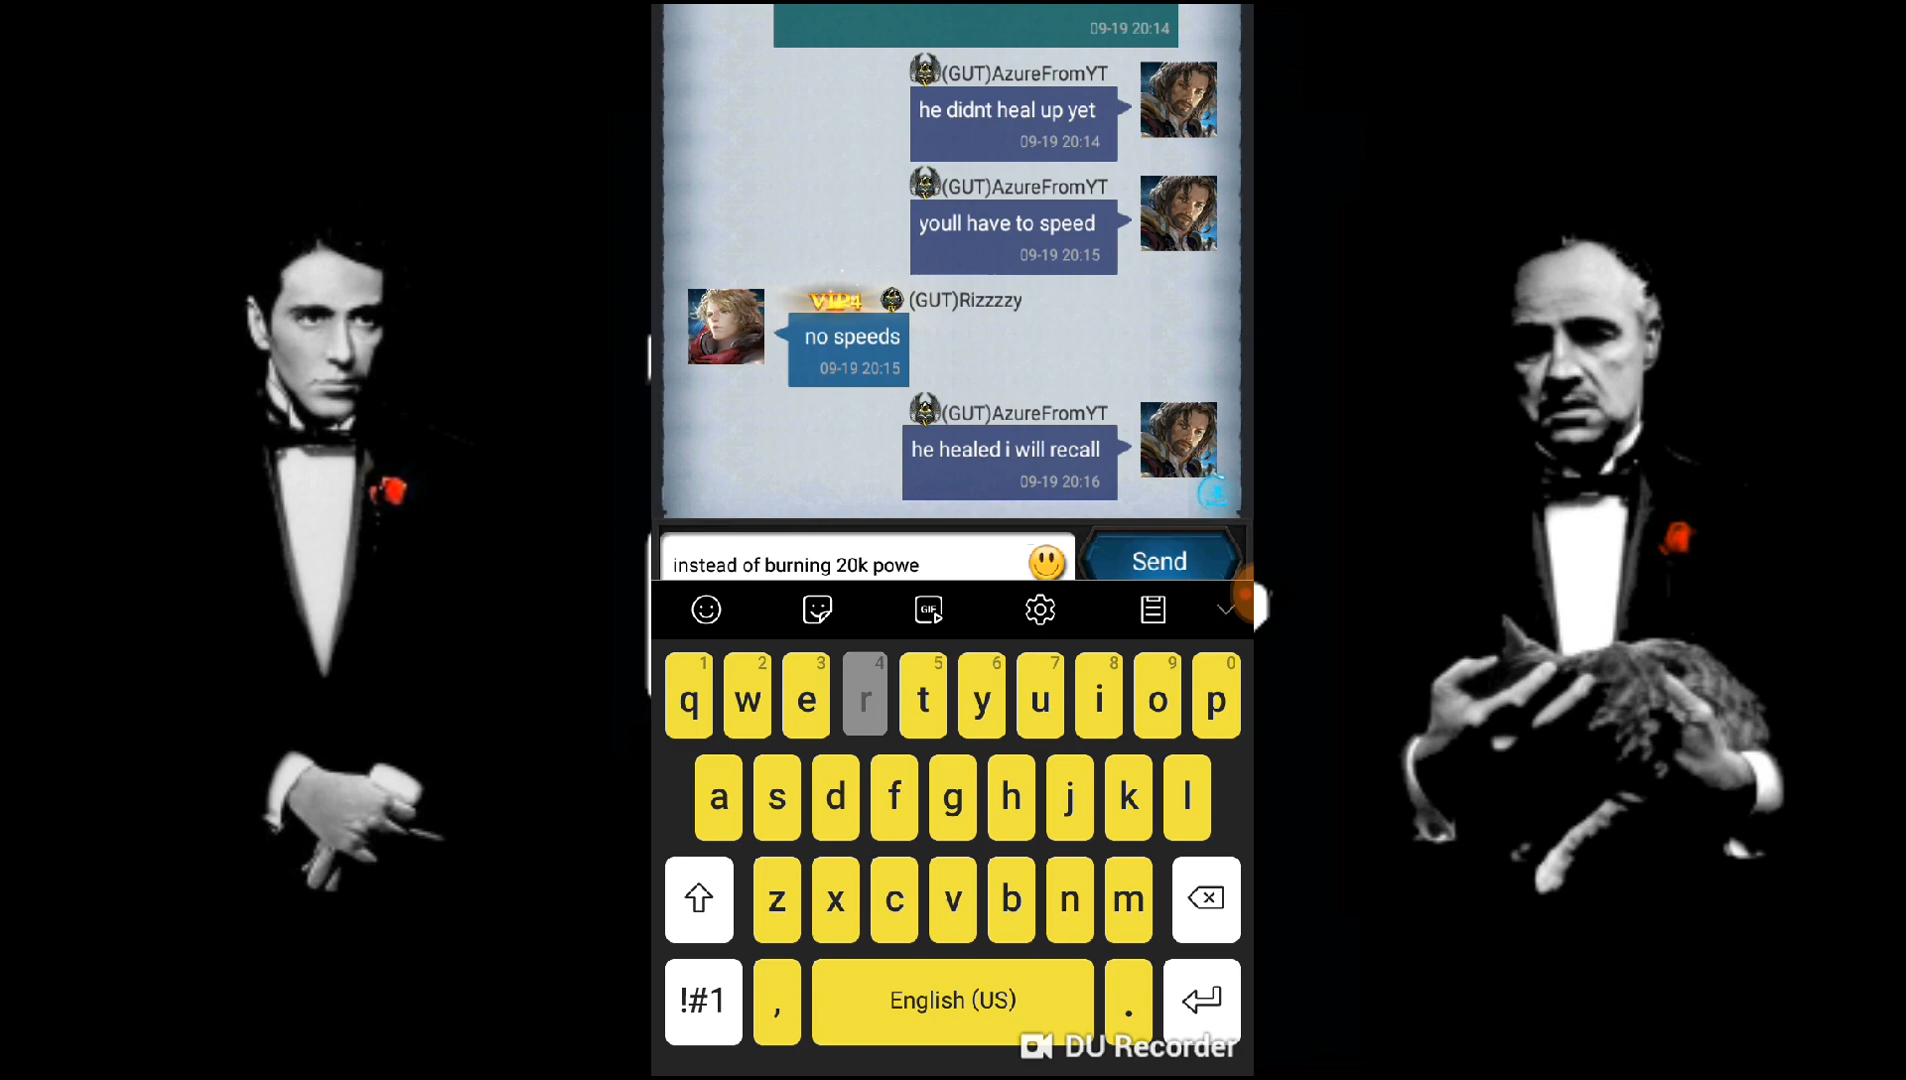 09-19 20:14
(GUT)AzureFromYT
he didnt heal up yet
09-19 20:14
(GUT)AzureFromYT
youll have to speed
09-19 20:15
VIP4 (GUT)Rizzzzy
no speeds
09-19 20:15
(GUT)AzureFromYT
he healed i will recall
09-19 20:16
instead of burning 20k powe
Send
GIF
1 2 3 4 5 6 7 8 9 0
q w e r t y u i o p
a s d f g h j k l
z x c v b n m
!#1 , English (US) .
DU Recorder